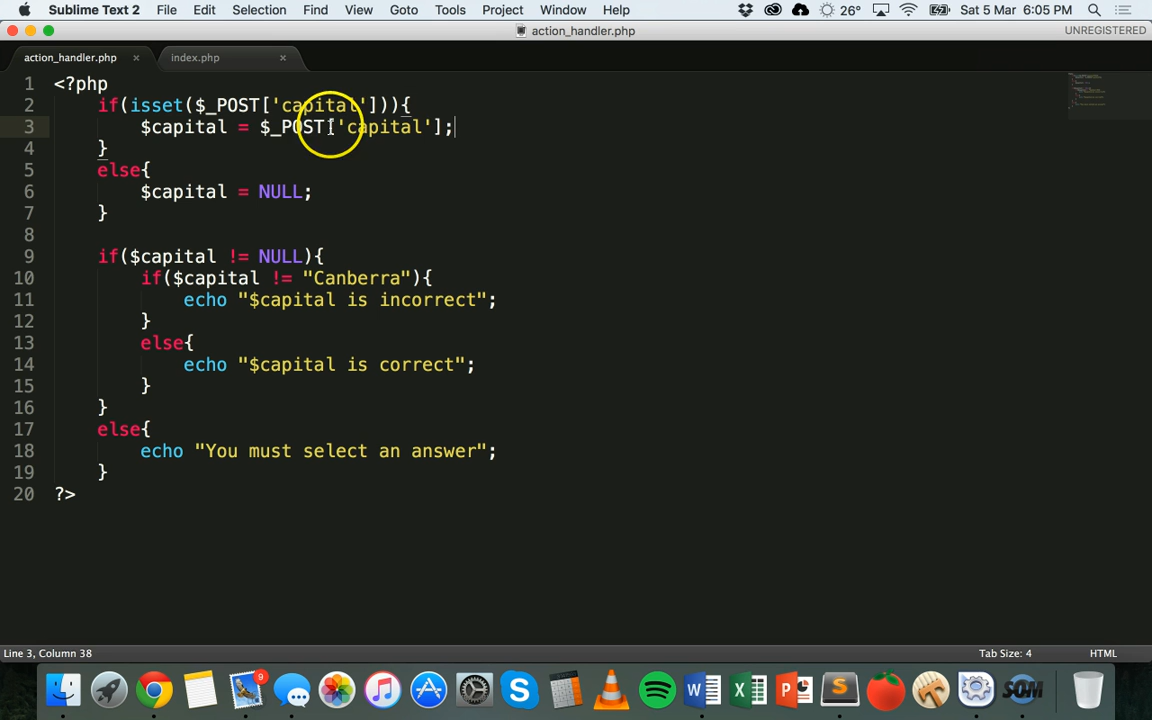 Sublime Text 2 File Edit Selection Find View Goto Tools Project Window Help 26° Sat 5 Mar 6:05 PM
action_handler.php UNREGISTERED
action_handler.php × index.php ×
1 <?php
2 if(isset($_POST['capital'])){
3 $capital = $_POST['capital'];
4 }
5 else{
6 $capital = NULL;
7 }
8
9 if($capital != NULL){
10 if($capital != "Canberra"){
11 echo "$capital is incorrect";
12 }
13 else{
14 echo "$capital is correct";
15 }
16 }
17 else{
18 echo "You must select an answer";
19 }
20 ?>
Line 3, Column 38 Tab Size: 4 HTML
9
SOM